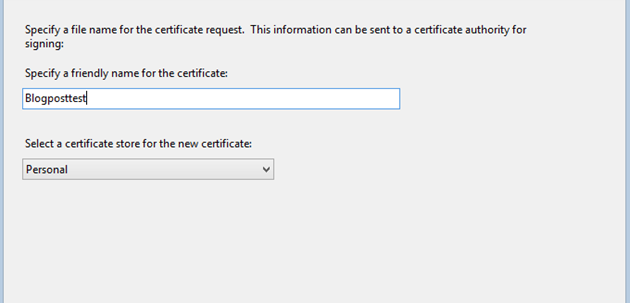 Specify a file name for the certificate request.  This information can be sent to a certificate authority for
signing:
Specify a friendly name for the certificate:
Blogposttest
Select a certificate store for the new certificate:
Personal